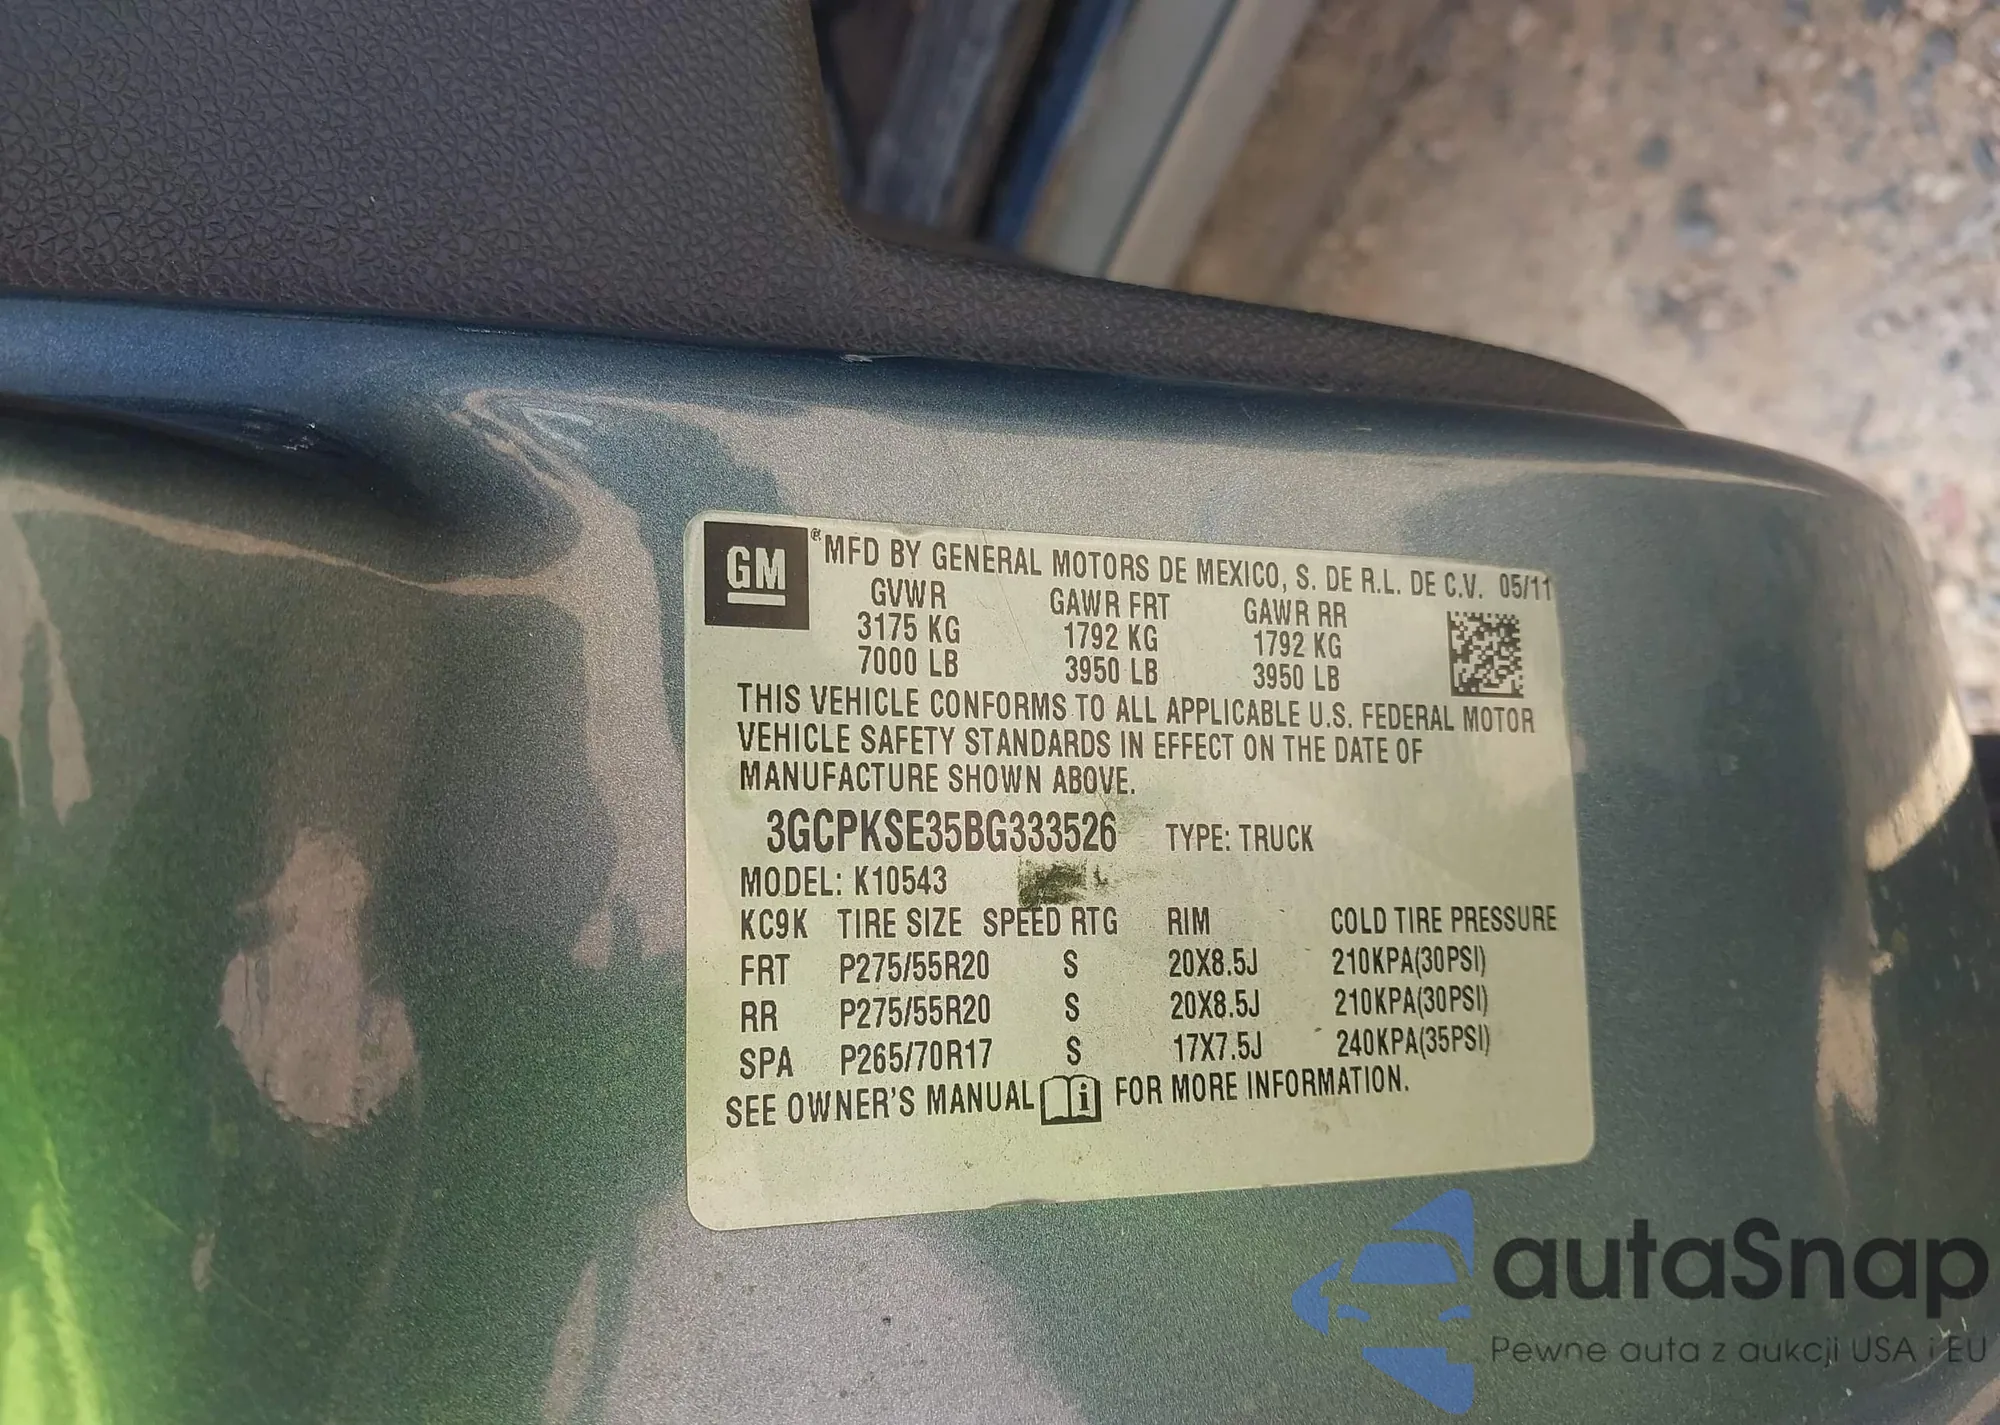 GM
® MFD BY GENERAL MOTORS DE MEXICO, S. DE R.L. DE C.V. 05/11
GVWR GAWR FRT GAWR RR
3175 KG 1792 KG 1792 KG
7000 LB 3950 LB 3950 LB
THIS VEHICLE CONFORMS TO ALL APPLICABLE U.S. FEDERAL MOTOR
VEHICLE SAFETY STANDARDS IN EFFECT ON THE DATE OF
MANUFACTURE SHOWN ABOVE.
3GCPKSE35BG333526 TYPE: TRUCK
MODEL: K10543
KC9K TIRE SIZE SPEED RTG RIM COLD TIRE PRESSURE
FRT P275/55R20 S 20X8.5J 210KPA(30PSI)
RR P275/55R20 S 20X8.5J 210KPA(30PSI)
SPA P265/70R17 S 17X7.5J 240KPA(35PSI)
SEE OWNER'S MANUAL i FOR MORE INFORMATION.
autaSnap
Pewne auta z aukcji USA i EU